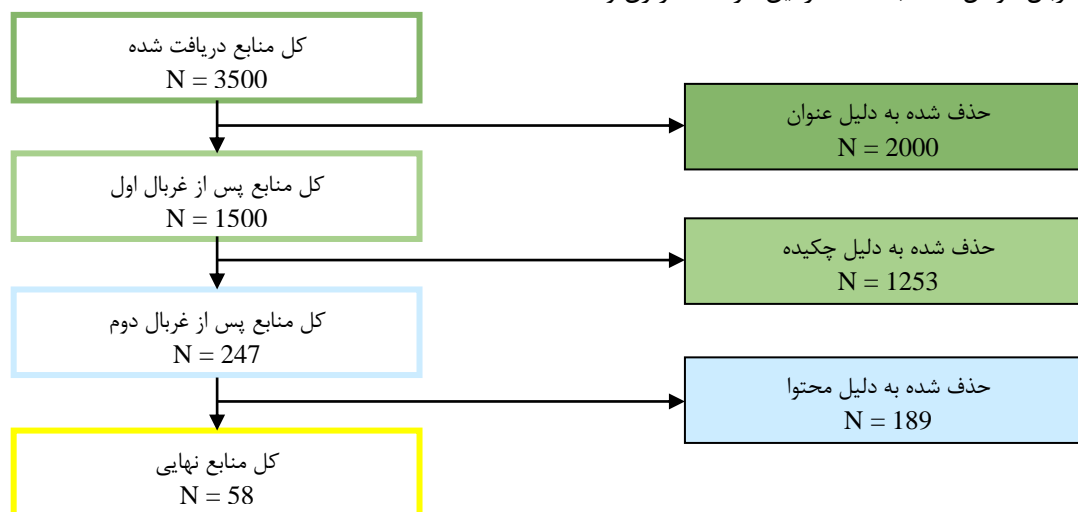 کل منابع دریافت شده
N = 3500
حذف شده به دلیل عنوان
N = 2000
کل منابع پس از غربال اول
N = 1500
حذف شده به دلیل چکیده
N = 1253
کل منابع پس از غربال دوم
N = 247
حذف شده به دلیل محتوا
N = 189
کل منابع نهایی
N = 58